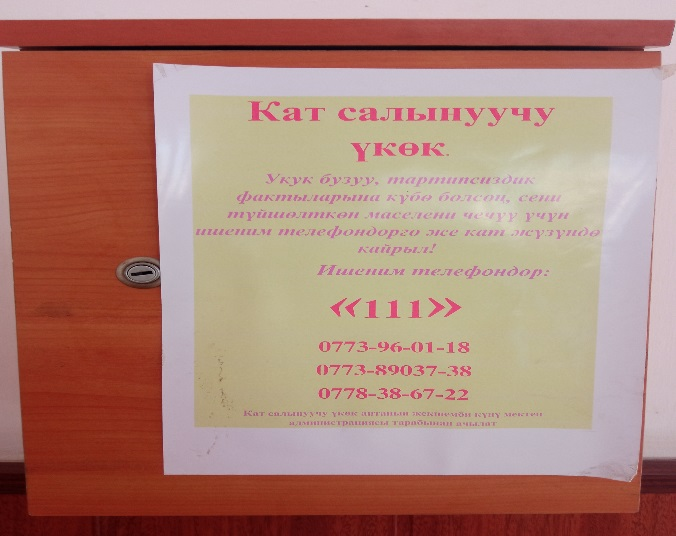 Кат салынуучу
үкөк.
Укук бузуу, тартипсиздик
фактыларына күбө болсоң, сени
түйшөлткөн маселени чечүү үчүн
ишеним телефондорго же кат жүзүндө
кайрыл!
Ишеним телефондор:
«111»
0773-96-01-18
0773-89037-38
0778-38-67-22
Кат салынуучу үкөк аптанын жекшемби күнү мектеп
администрациясы тарабынан ачылат